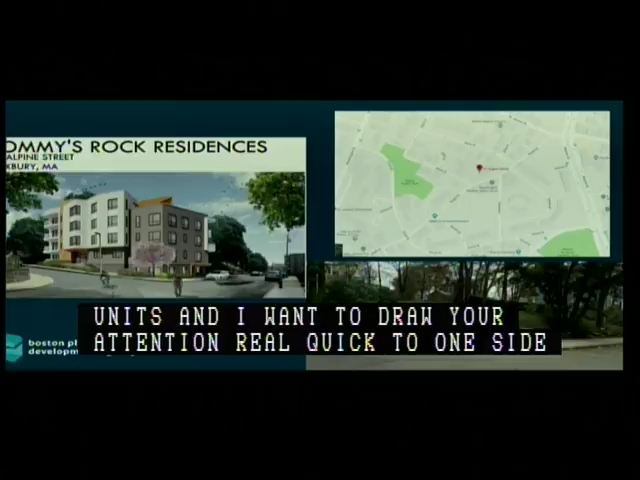 OMMY'S ROCK RESIDENCES
ALPINE STREET
XBURY, MA
UNITS AND I WANT TO DRAW YOUR
ATTENTION REAL QUICK TO ONE SIDE
boston pl
developm